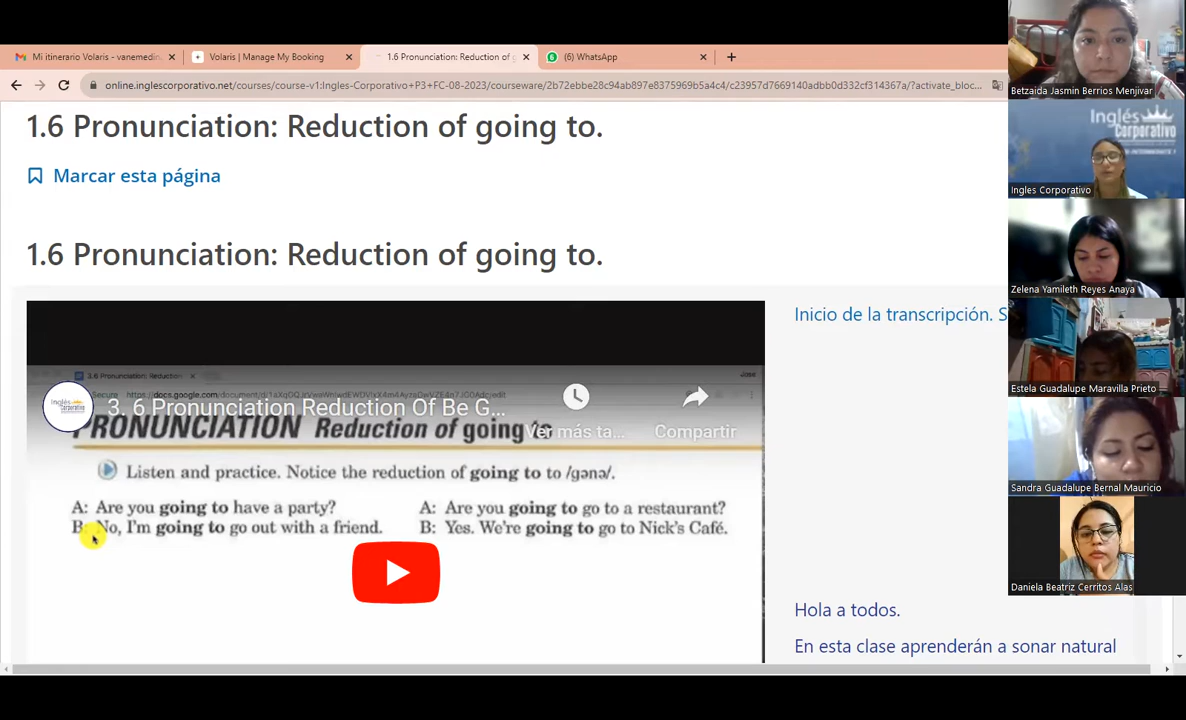 Mi itinerario Volaris - vanemedin
Volaris | Manage My Booking
1.6 Pronunciation: Reduction of g
(6) WhatsApp
online.inglescorporativo.net/courses/course-v1:Ingles-Corporativo+P3+FC-08-2023/courseware/2b72ebbe28c94ab897e8375969b5a4c4/c23957d7669140adbb0d332cf314367a/?activate_bloc...
1.6 Pronunciation: Reduction of going to.
Marcar esta página
1.6 Pronunciation: Reduction of going to.
Inicio de la transcripción. S
3.6 Pronunciation: Reduction
3. 6 Pronunciation Reduction Of Be G...
Ver más ta...
Compartir
PRONUNCIATION Reduction of going to
Listen and practice. Notice the reduction of going to to /gənə/.
A: Are you going to have a party?
B: No, I'm going to go out with a friend.
A: Are you going to go to a restaurant?
B: Yes. We're going to go to Nick's Café.
Hola a todos.
En esta clase aprenderán a sonar natural
Betzaida Jasmin Berrios Menjivar
Inglés
Corporativo
Ingles Corporativo
Zelena Yamileth Reyes Anaya
Estela Guadalupe Maravilla Prieto
Sandra Guadalupe Bernal Mauricio
Daniela Beatriz Cerritos Alas